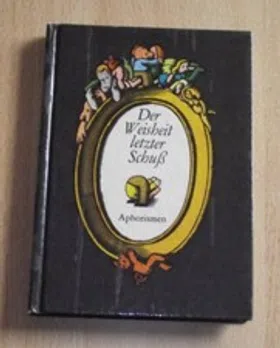 Der
Weisheit
letzter
Schuß
Aphorismen